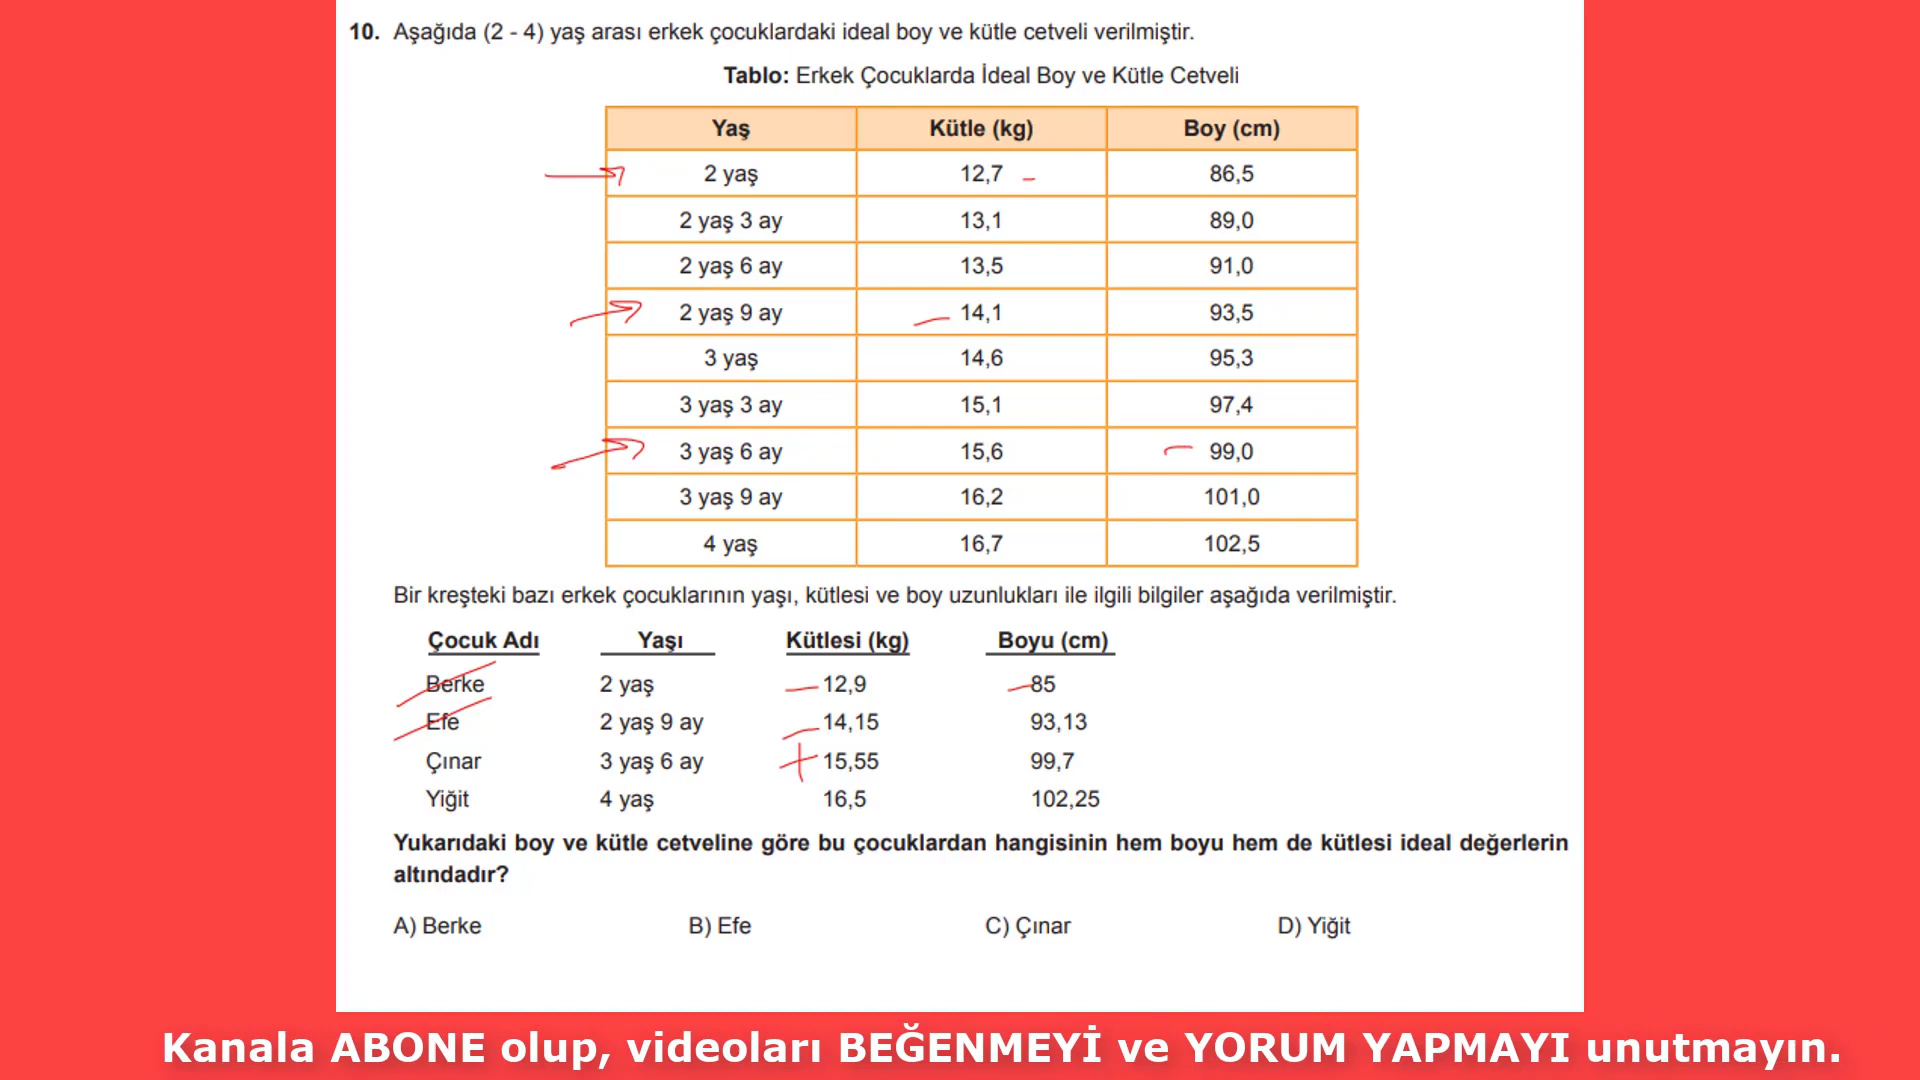 10. Aşağıda (2 - 4) yaş arası erkek çocuklardaki ideal boy ve kütle cetveli verilmiştir.
Tablo: Erkek Çocuklarda İdeal Boy ve Kütle Cetveli
Yaş Kütle (kg) Boy (cm)
2 yaş 12,7 86,5
2 yaş 3 ay 13,1 89,0
2 yaş 6 ay 13,5 91,0
2 yaş 9 ay 14,1 93,5
3 yaş 14,6 95,3
3 yaş 3 ay 15,1 97,4
3 yaş 6 ay 15,6 99,0
3 yaş 9 ay 16,2 101,0
4 yaş 16,7 102,5
Bir kreşteki bazı erkek çocuklarının yaşı, kütlesi ve boy uzunlukları ile ilgili bilgiler aşağıda verilmiştir.
Çocuk Adı Yaşı Kütlesi (kg) Boyu (cm)
Berke 2 yaş 12,9 85
Efe 2 yaş 9 ay 14,15 93,13
Çınar 3 yaş 6 ay 15,55 99,7
Yiğit 4 yaş 16,5 102,25
Yukarıdaki boy ve kütle cetveline göre bu çocuklardan hangisinin hem boyu hem de kütlesi ideal değerlerin
altındadır?
A) Berke B) Efe C) Çınar D) Yiğit
Kanala ABONE olup, videoları BEĞENMEYİ ve YORUM YAPMAYI unutmayın.